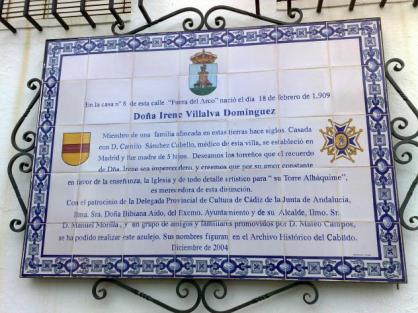 En la casa nº 8 de esta calle "Fuera del Arco" nació el día 18 de febrero de 1.909
Doña Irene Villalva Domínguez
Miembro de una familia afincada en estas tierras hace siglos. Casada
con D. Camilo Sánchez Cubello, médico de esta villa, se estableció en
Madrid y fue madre de 5 hijos. Deseamos los torreños que el recuerdo
de Dña. Irene sea imperecedero, y creemos que por su amor constante
en favor de la enseñanza, la Iglesia y de todo detalle artístico para "su Torre Alháquime",
es merecedora de esta distinción.
Con el patrocinio de la Delegada Provincial de Cultura de Cádiz de la Junta de Andalucía,
Ilma. Sra. Doña Bibiana Aído, del Excmo. Ayuntamiento y de su Alcalde, Ilmo. Sr.
D. Manuel Morilla, y un grupo de amigos y familiares promovidos por D. Mateo Campos,
se ha podido realizar este azulejo. Sus nombres figuran en el Archivo Histórico del Cabildo.
Diciembre de 2004